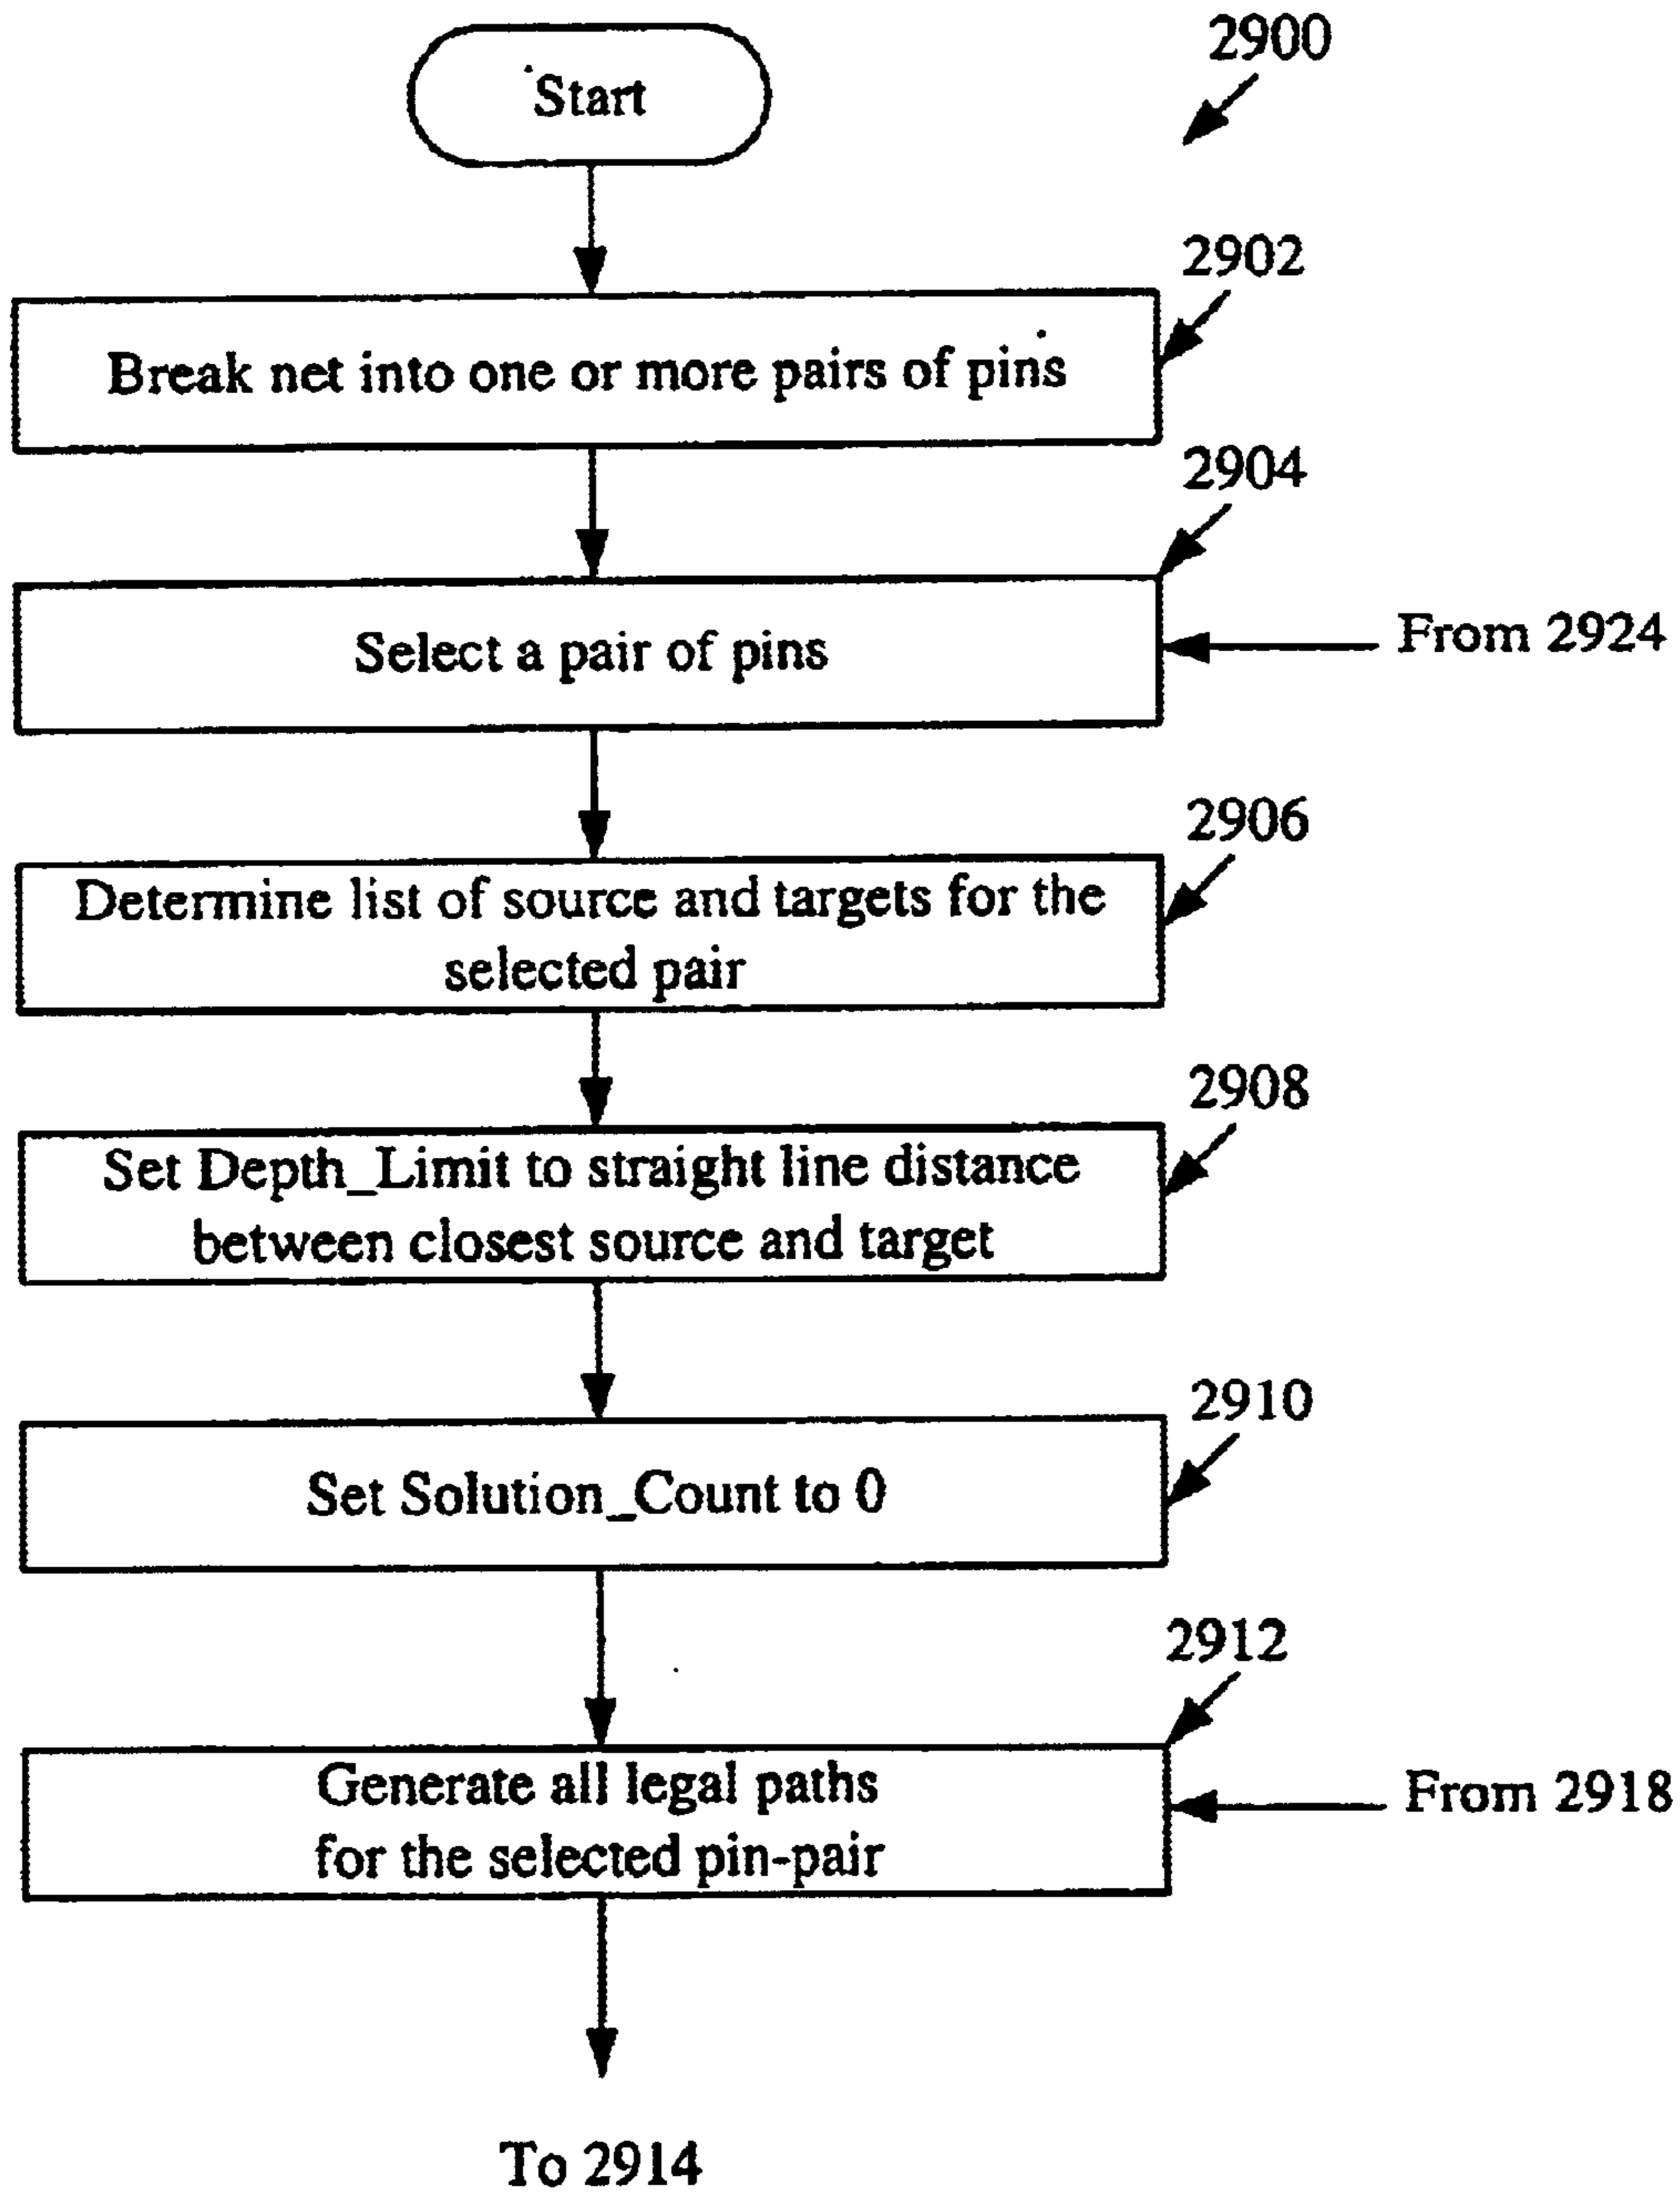 Start
2900
2902
Break net into one or more pairs of pins
2904
Select a pair of pins
From 2924
2906
Determine list of source and targets for the
selected pair
2908
Set Depth_Limit to straight line distance
between closest source and target
2910
Set Solution_Count to 0
2912
Generate all legal paths
for the selected pin-pair
From 2918
To 2914